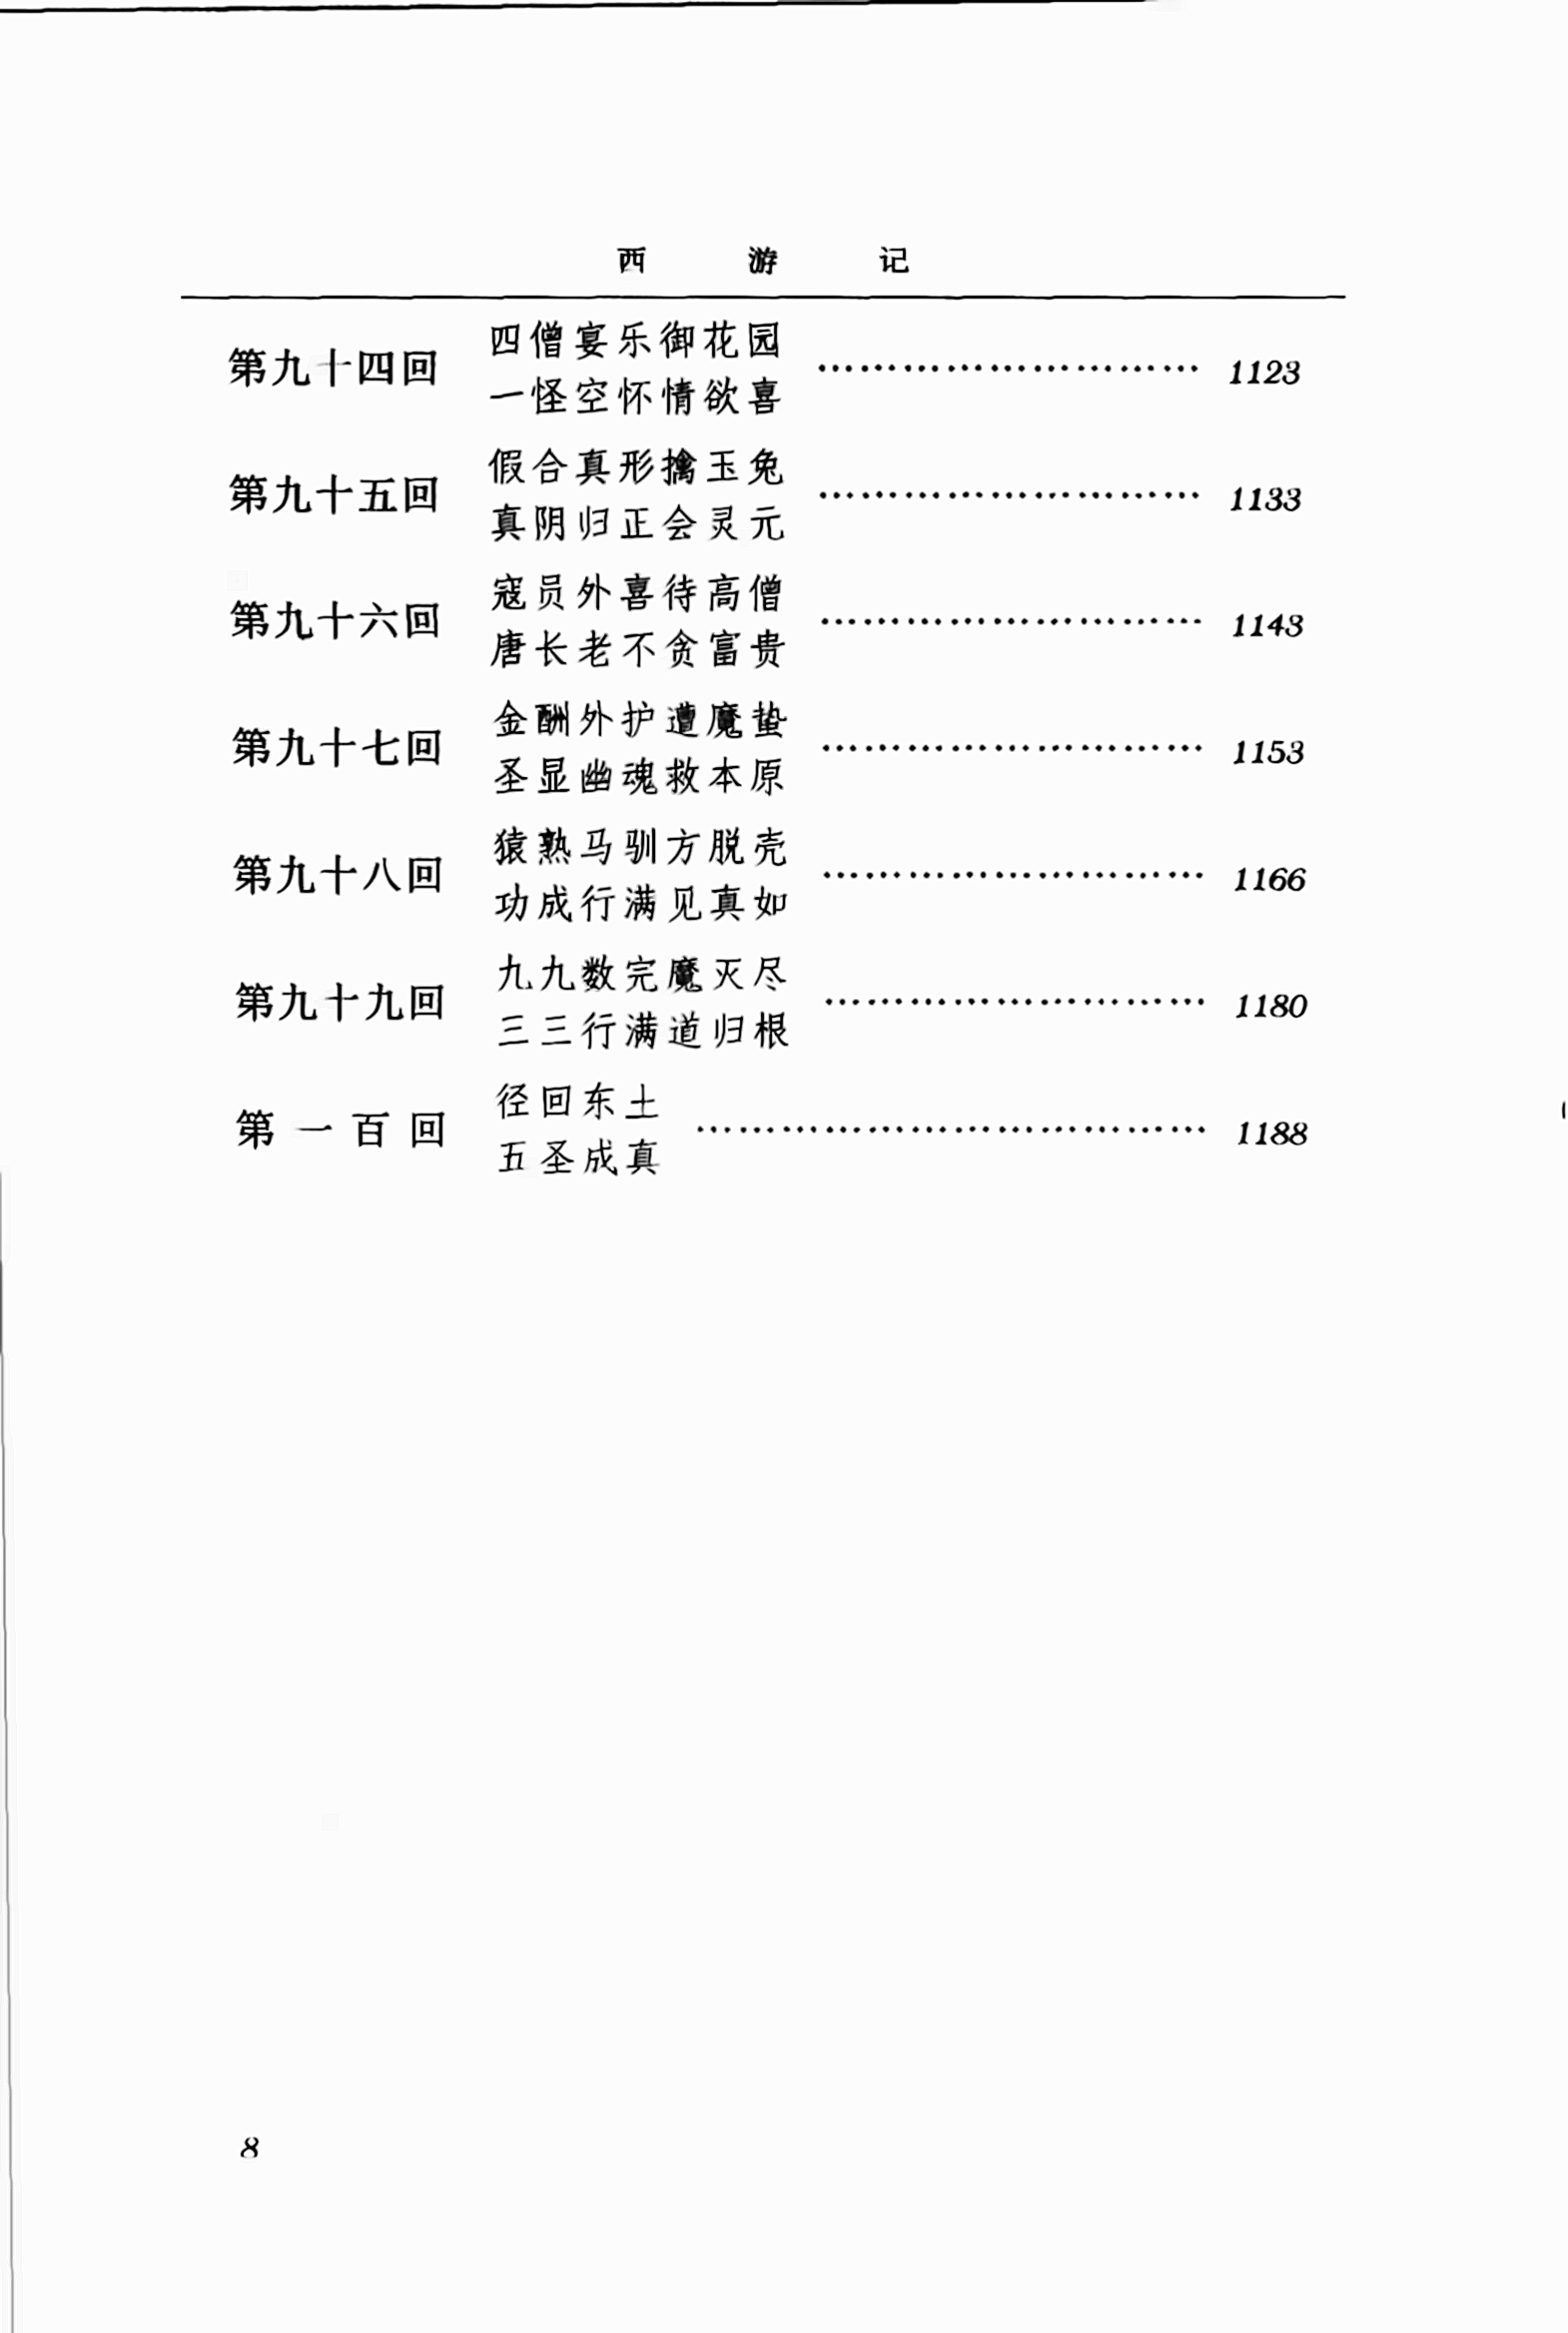 西游记
第九十四回 四僧宴乐御花园
一怪空怀情欲喜 ………………………… 1123
第九十五回 假合真形擒玉兔
真阴归正会灵元 ………………………… 1133
第九十六回 寇员外喜待高僧
唐长老不贪富贵 ………………………… 1143
第九十七回 金酬外护遭魔蛰
圣显幽魂救本原 ………………………… 1153
第九十八回 猿熟马驯方脱壳
功成行满见真如 ………………………… 1166
第九十九回 九九数完魔灭尽
三三行满道归根 ………………………… 1180
第一百回 径回东土
五圣成真 ………………………………… 1188
8